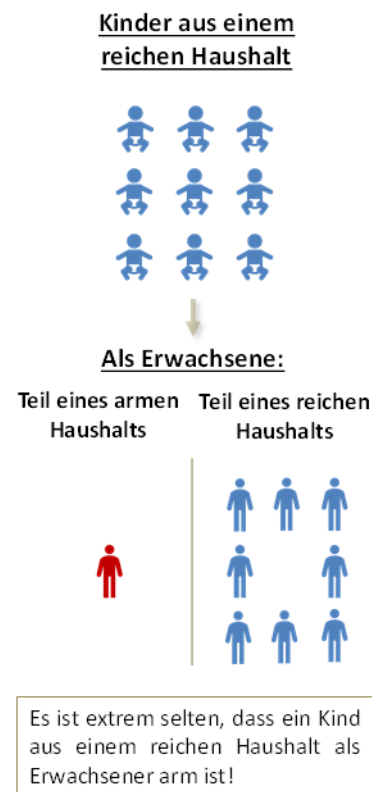 Kinder aus einem
reichen Haushalt
Als Erwachsene:
Teil eines armen
Haushalts
Teil eines reichen
Haushalts
Es ist extrem selten, dass ein Kind
aus einem reichen Haushalt als
Erwachsener arm ist!